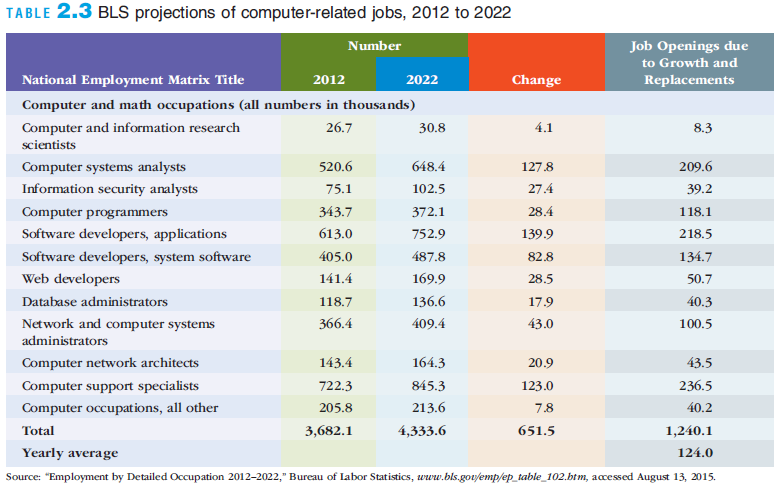 TABLE 2.3 BLS projections of computer-related jobs, 2012 to 2022
Number
Job Openings due
to Growth and
National Employment Matrix Title 2012 2022 Change Replacements
Computer and math occupations (all numbers in thousands)
Computer and information research 26.7 30.8 4.1 8.3
scientists
Computer systems analysts 520.6 648.4 127.8 209.6
Information security analysts 75.1 102.5 27.4 39.2
Computer programmers 343.7 372.1 28.4 118.1
Software developers, applications 613.0 752.9 139.9 218.5
Software developers, system software 405.0 487.8 82.8 134.7
Web developers 141.4 169.9 28.5 50.7
Database administrators 118.7 136.6 17.9 40.3
Network and computer systems 366.4 409.4 43.0 100.5
administrators
Computer network architects 143.4 164.3 20.9 43.5
Computer support specialists 722.3 845.3 123.0 236.5
Computer occupations, all other 205.8 213.6 7.8 40.2
Total 3,682.1 4,333.6 651.5 1,240.1
Yearly average 124.0
Source: "Employment by Detailed Occupation 2012–2022," Bureau of Labor Statistics, www.bls.gov/emp/ep_table_102.htm, accessed August 13, 2015.